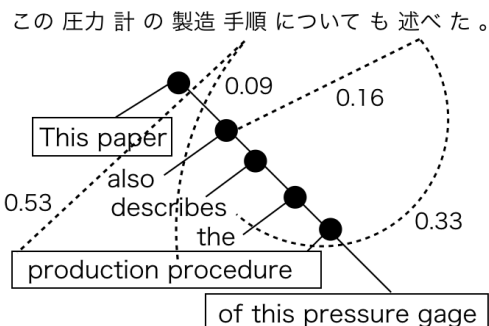 この 圧力 計 の 製造 手順 について も 述べ た 。
0.09
0.16
This paper
also
0.53
describes
0.33
the
production procedure
of this pressure gage